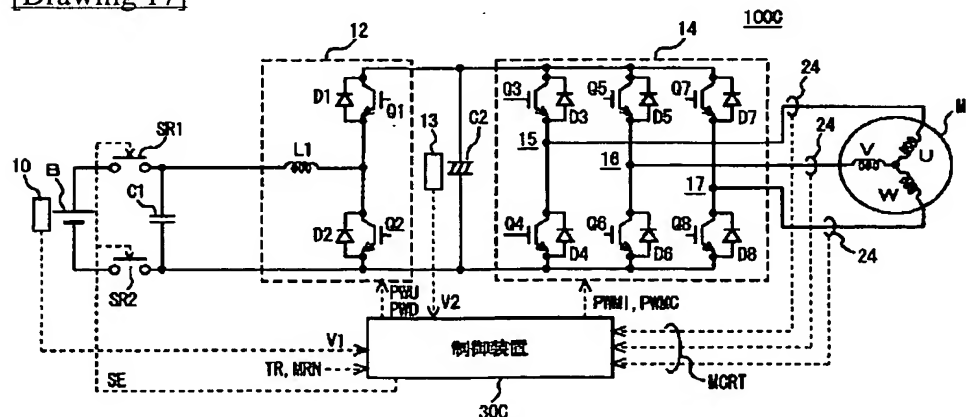 [Drawing 17]
100C
12
14
24
D1
Q1
Q3
D3
Q5
D5
Q7
D7
M
SR1
13
C2
15
24
10
B
L1
16
V
U
C1
17
W
D2
Q2
Q4
D4
Q6
D6
Q8
D8
24
SR2
PWU
PWD
V2
PWMI, PWMC
V1
制御装置
TR, MRN
MCRT
SE
30C